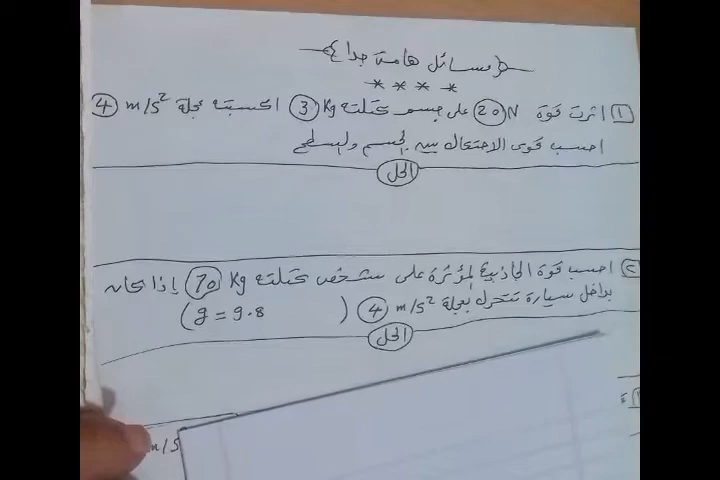 مسائل هامة جداً
* * * *
1 أثرت قوة 20 N على جسم كتلته 3 Kg اكسبته عجلة 4 m/s²
احسب قوى الاحتكاك بين الجسم والسطح
الحل
2 احسب قوة الجاذبية المؤثرة على شخص كتلته 70 Kg إذا كان
بداخل سيارة تتحرك بعجلة 4 m/s²
(g = 9.8 )
الحل
m/s